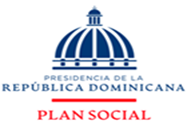 PRESIDENCIA DE LA
REPÚBLICA DOMINICANA
PLAN SOCIAL